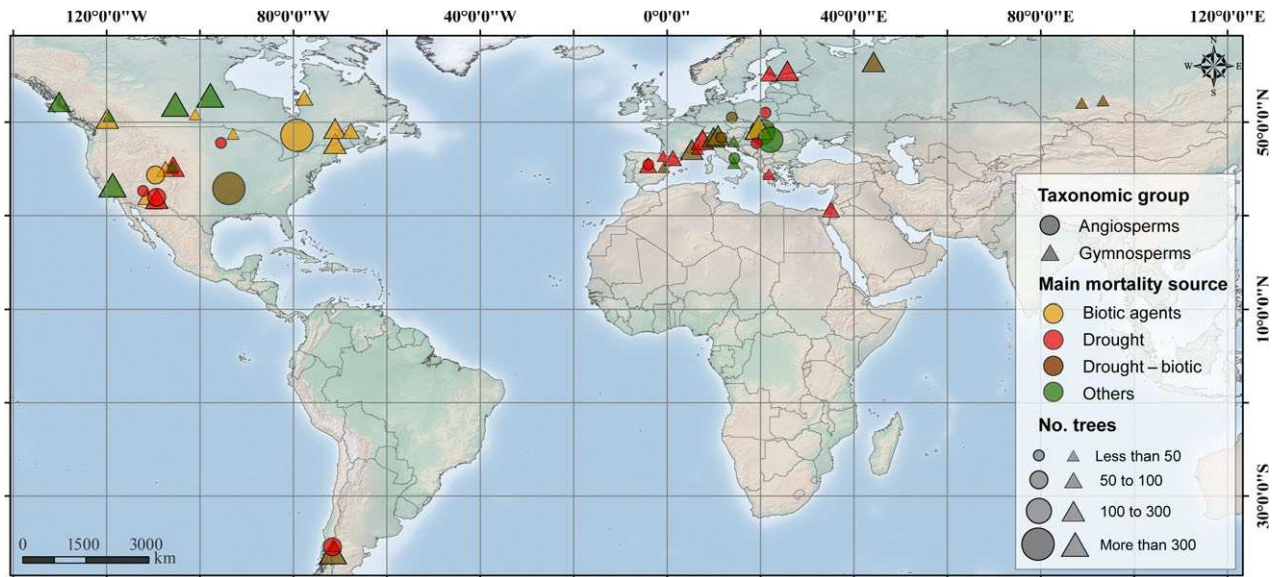 120°0'0"W 80°0'0"W 40°0'0"W 0°0'0"E 40°0'0"E 80°0'0"E 120°0'0"E
N
W E
S
50°0'0"N
50°0'0"N
Taxonomic group
Angiosperms
Gymnosperms
Main mortality source
Biotic agents
10°0'0"N
10°0'0"N
Drought
Drought – biotic
Others
No. trees
Less than 50
50 to 100
30°0'0"S
30°0'0"S
100 to 300
More than 300
0 1500 3000
km